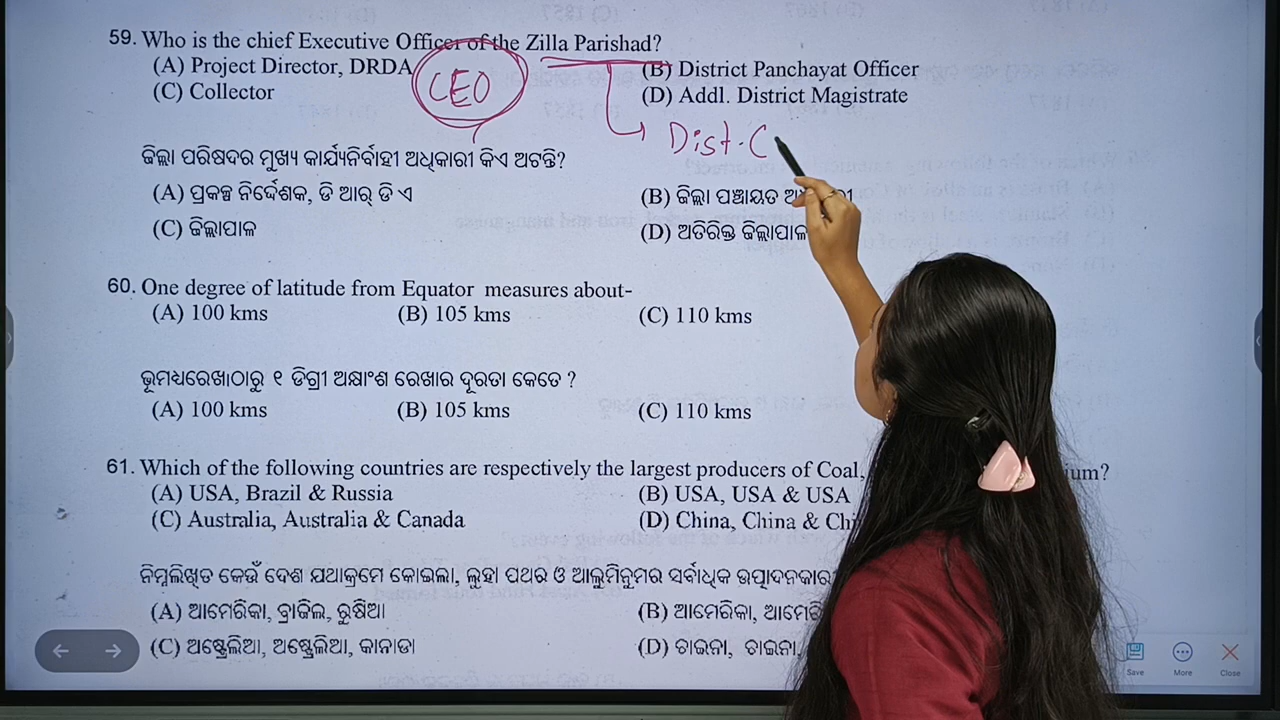 59. Who is the chief Executive Officer of the Zilla Parishad?
(A) Project Director, DRDA (B) District Panchayat Officer
CEO
(C) Collector (D) Addl. District Magistrate
Dist. C
ଜିଲ୍ଲା ପରିଷଦର ମୁଖ୍ୟ କାର୍ଯ୍ୟନିର୍ବାହୀ ଅଧିକାରୀ କିଏ ଅଟନ୍ତି?
(A) ପ୍ରକଳ୍ପ ନିର୍ଦ୍ଦେଶକ, ଡି ଆର୍ ଡି ଏ (B) ଜିଲ୍ଲା ପଞ୍ଚାୟତ
(C) ଜିଲ୍ଲାପାଳ (D) ଅତିରିକ୍ତ ଜିଲ୍ଲାପାଳ
60. One degree of latitude from Equator measures about-
(A) 100 kms (B) 105 kms (C) 110 kms
ଭୂମଧ୍ୟରେଖାଠାରୁ ୧ ଡିଗ୍ରୀ ଅକ୍ଷାଂଶ ରେଖାର ଦୂରତା କେତେ ?
(A) 100 kms (B) 105 kms (C) 110 kms
61. Which of the following countries are respectively the largest producers of Coal,
(A) USA, Brazil & Russia (B) USA, USA & USA
(C) Australia, Australia & Canada (D) China, China &
ନିମ୍ନଲିଖିତ କେଉଁ ଦେଶ ଯଥାକ୍ରମେ କୋଇଲା, ଲୁହା ପଥର ଓ ଆଲୁମିନୁମର ସର୍ବାଧିକ
(A) ଆମେରିକା, ବ୍ରାଜିଲ, ରୁଷିଆ (B) ଆମେରିକା,
(C) ଅଷ୍ଟ୍ରେଲିଆ, ଅଷ୍ଟ୍ରେଲିଆ, କାନାଡା (D) ଚାଇନା, ଚାଇନା,
Save More Close